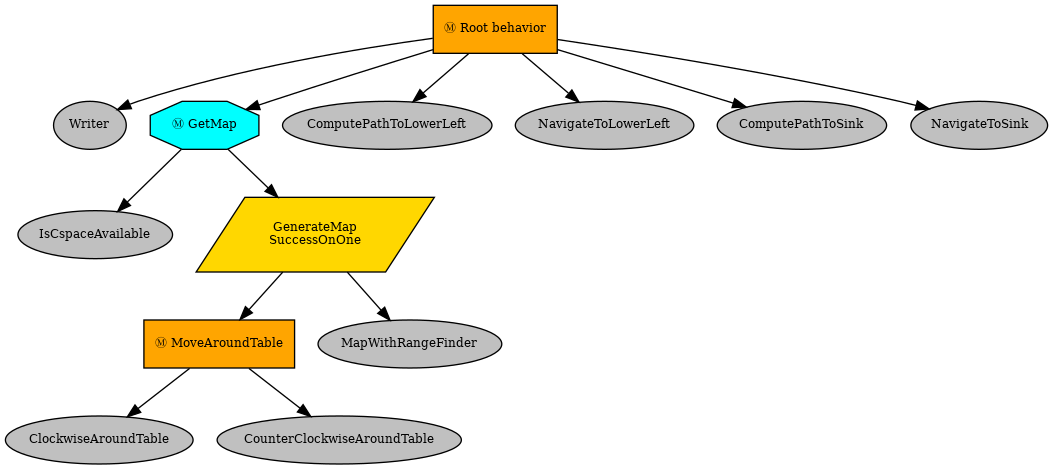 Ⓜ Root behavior
Writer
Ⓜ GetMap
ComputePathToLowerLeft
NavigateToLowerLeft
ComputePathToSink
NavigateToSink
IsCspaceAvailable
GenerateMap
SuccessOnOne
Ⓜ MoveAroundTable
MapWithRangeFinder
ClockwiseAroundTable
CounterClockwiseAroundTable